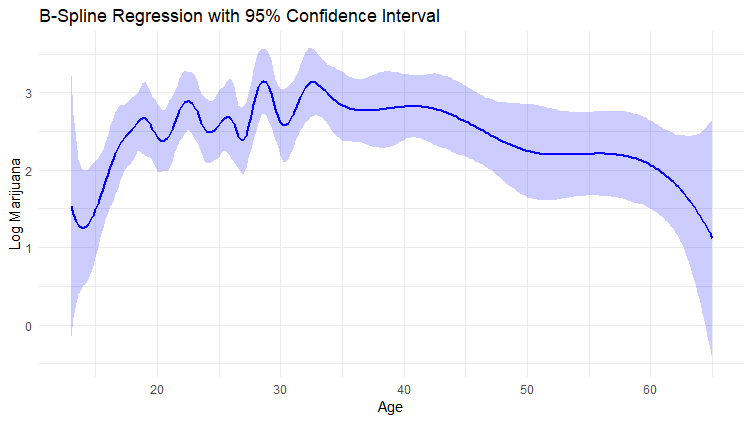 B-Spline Regression with 95% Confidence Interval
3
2
1
0
Log Marijuana
20 30 40 50 60
Age